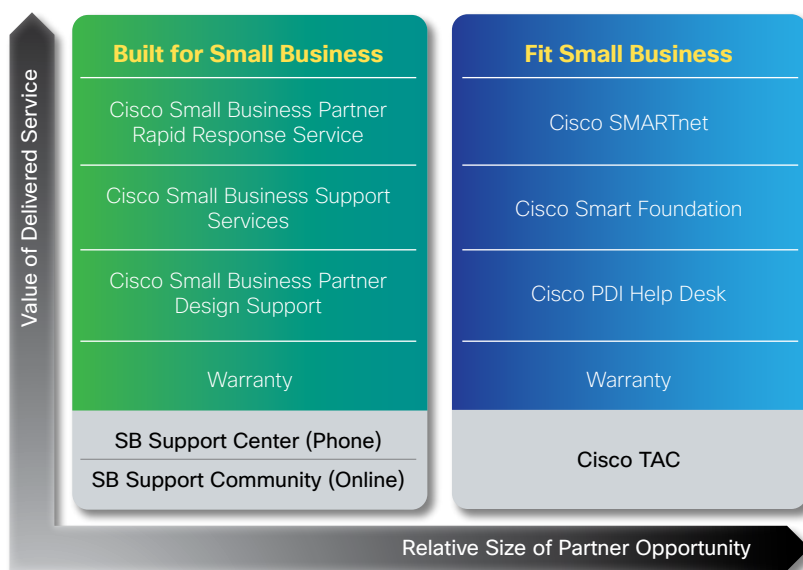 Value of Delivered Service
Built for Small Business
Cisco Small Business Partner
Rapid Response Service
Cisco Small Business Support
Services
Cisco Small Business Partner
Design Support
Warranty
SB Support Center (Phone)
SB Support Community (Online)
Fit Small Business
Cisco SMARTnet
Cisco Smart Foundation
Cisco PDI Help Desk
Warranty
Cisco TAC
Relative Size of Partner Opportunity